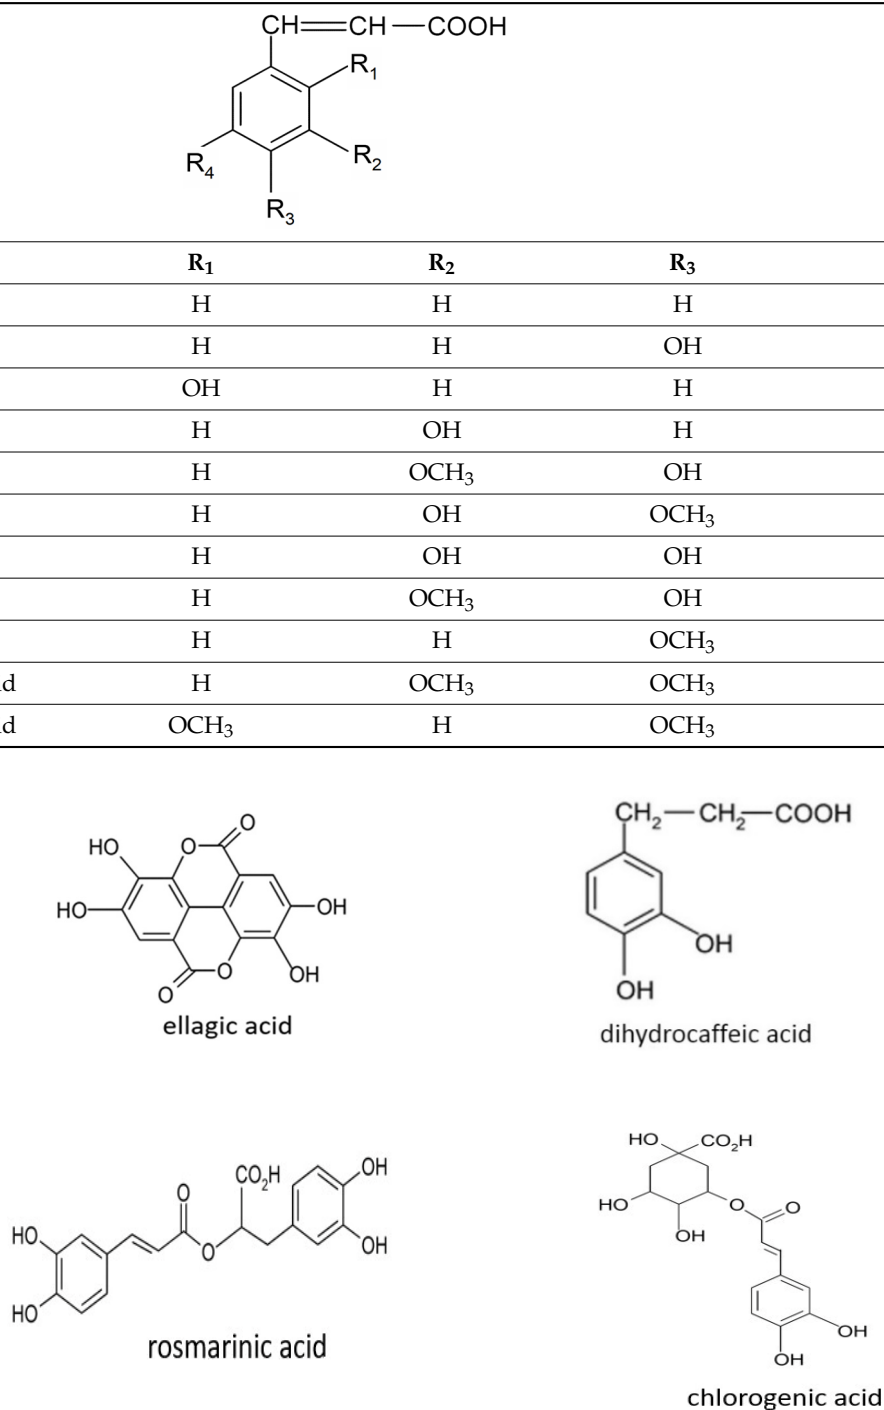 CH=CH—COOH
R₁
R₄
R₂
R₃
R₁ R₂ R₃
H H H
H H OH
OH H H
H OH H
H OCH₃ OH
H OH OCH₃
H OH OH
H OCH₃ OH
H H OCH₃
H OCH₃ OCH₃
OCH₃ H OCH₃
O
HO O
HO OH
O OH
O
ellagic acid
CH₂—CH₂—COOH
OH
OH
dihydrocaffeic acid
O CO₂H OH
HO O OH
HO
rosmarinic acid
HO CO₂H
HO O O
OH
OH
OH
chlorogenic acid